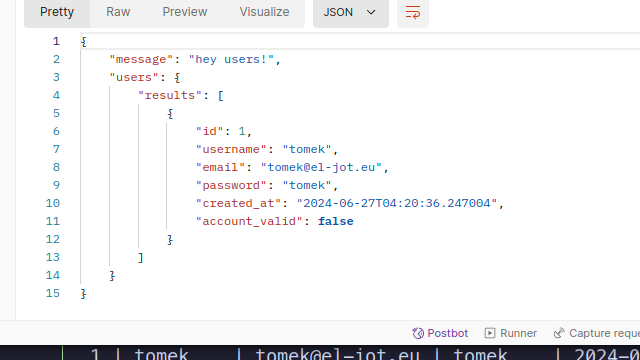 Pretty Raw Preview Visualize JSON
1 {
2 "message": "hey users!",
3 "users": {
4 "results": [
5 {
6 "id": 1,
7 "username": "tomek",
8 "email": "tomek@el-jot.eu",
9 "password": "tomek",
10 "created_at": "2024-06-27T04:20:36.247004",
11 "account_valid": false
12 }
13 ]
14 }
15 }
Postbot Runner Capture reque
1 | tomek | tomek@el-jot.eu | tomek | 2024-0